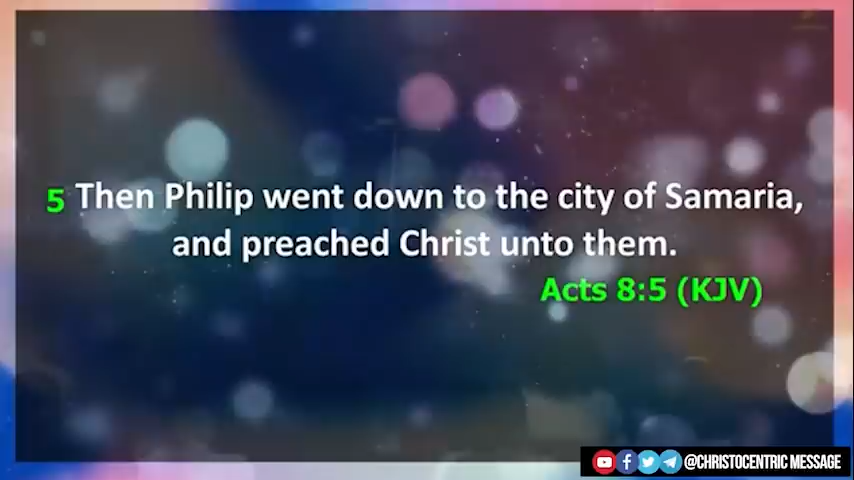 5 Then Philip went down to the city of Samaria,
and preached Christ unto them.
Acts 8:5 (KJV)
@CHRISTOCENTRIC MESSAGE